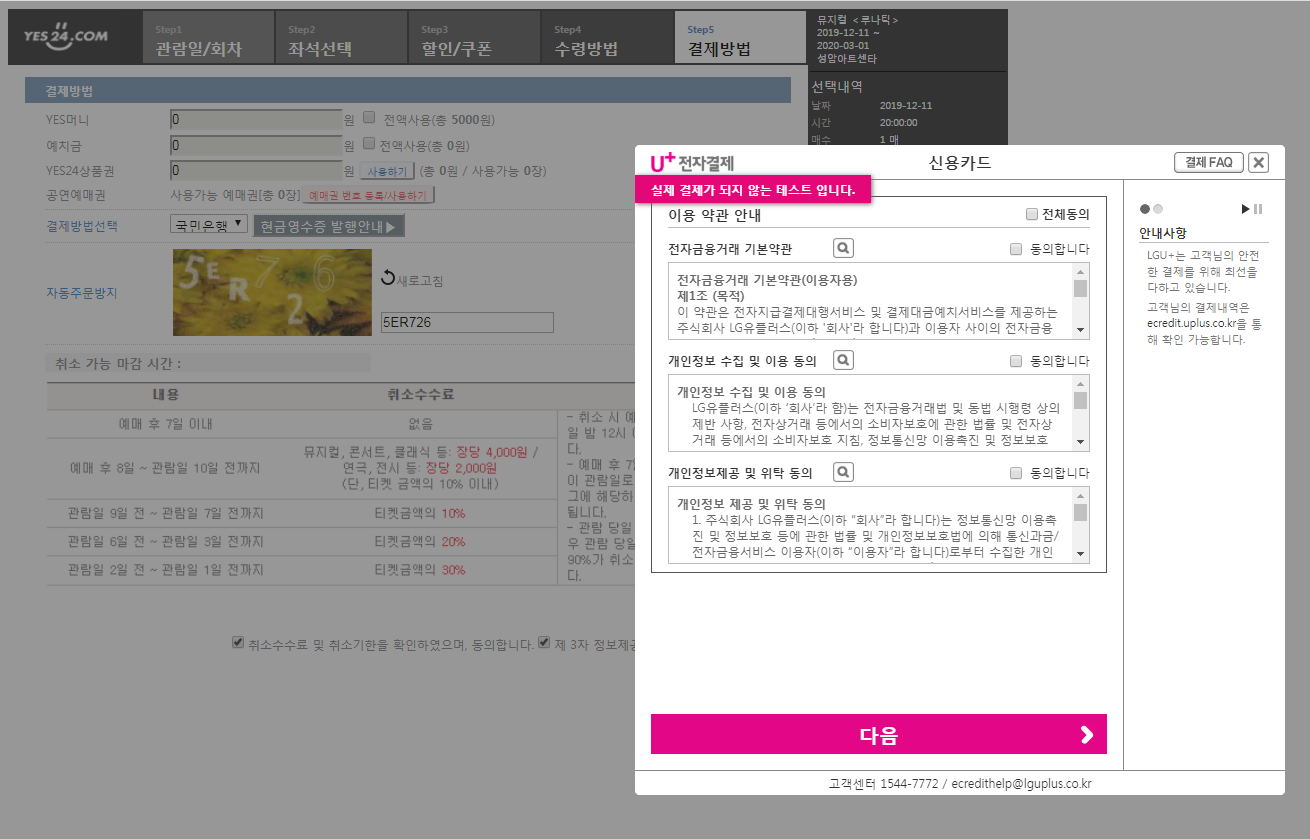 YES24.COM
Step1
관람일/회차
Step2
좌석선택
Step3
할인/쿠폰
Step4
수령방법
Step5
결제방법
뮤지컬 <루나틱>
2019-12-11 ~
2020-03-01
성암아트센타
선택내역
날짜 2019-12-11
시간 20:00:00
매수 1 매
결제방법
YES머니 0 원 전액사용(총 5000원)
예치금 0 원 전액사용(총 0원)
YES24상품권 0 원 사용하기 (총 0원 / 사용가능 0장)
공연예매권 사용가능 예매권[총 0장] 예매권 번호 등록/사용하기
결제방법선택 국민은행 현금영수증 발행안내▶
자동주문방지
5ER726
새로고침
5ER726
취소 가능 마감 시간 :
내용 취소수수료
예매 후 7일 이내 없음
예매 후 8일 ~ 관람일 10일 전까지
뮤지컬, 콘서트, 클래식 등: 장당 4,000원 /
연극, 전시 등: 장당 2,000원
(단, 티켓 금액의 10% 이내)
관람일 9일 전 ~ 관람일 7일 전까지 티켓금액의 10%
관람일 6일 전 ~ 관람일 3일 전까지 티켓금액의 20%
관람일 2일 전 ~ 관람일 1일 전까지 티켓금액의 30%
- 취소 시 예
일 밤 12시 (
다.
- 예매 후 7
이 관람일로
그에 해당하
됩니다.
- 관람 당일
우 관람 당일
90%가 취소
다.
취소수수료 및 취소기한을 확인하였으며, 동의합니다. 제 3자 정보제공
U+전자결제
신용카드
결제 FAQ
실제 결제가 되지 않는 테스트 입니다.
이용 약관 안내 전체동의
전자금융거래 기본약관 동의합니다
전자금융거래 기본약관(이용자용)
제1조 (목적)
이 약관은 전자지급결제대행서비스 및 결제대금예치서비스를 제공하는
주식회사 LG유플러스(이하 '회사'라 합니다)과 이용자 사이의 전자금융
개인정보 수집 및 이용 동의 동의합니다
개인정보 수집 및 이용 동의
LG유플러스(이하 '회사'라 함)는 전자금융거래법 및 동법 시행령 상의
제반 사항, 전자상거래 등에서의 소비자보호에 관한 법률 및 전자상
거래 등에서의 소비자보호 지침, 정보통신망 이용촉진 및 정보보호
개인정보제공 및 위탁 동의 동의합니다
개인정보 제공 및 위탁 동의
1. 주식회사 LG유플러스(이하 "회사"라 합니다)는 정보통신망 이용촉
진 및 정보보호 등에 관한 법률 및 개인정보보호법에 의해 통신과금/
전자금융서비스 이용자(이하 "이용자"라 합니다)로부터 수집한 개인
다음
안내사항
LGU+는 고객님의 안전
한 결제를 위해 최선을
다하고 있습니다.
고객님의 결제내역은
ecredit.uplus.co.kr을 통
해 확인 가능합니다.
고객센터 1544-7772 / ecredithelp@lguplus.co.kr